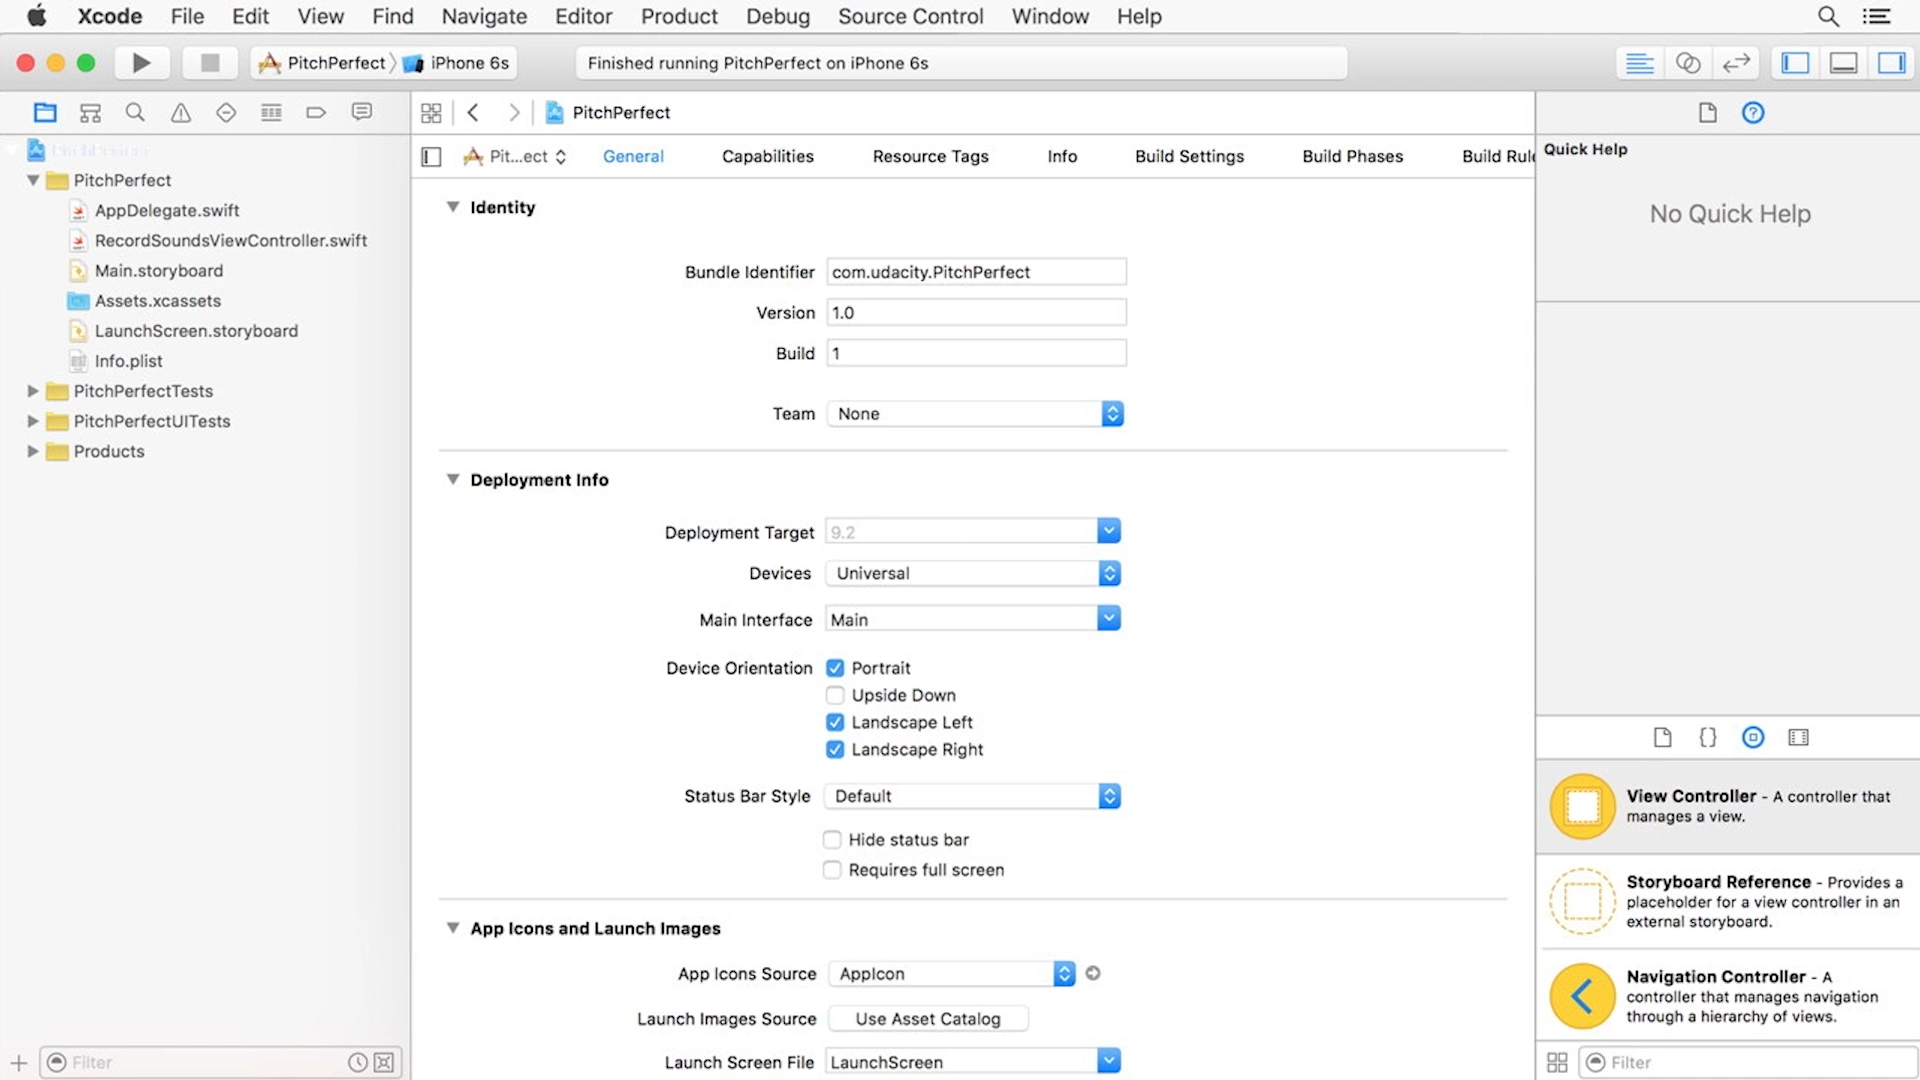 Xcode File Edit View Find Navigate Editor Product Debug Source Control Window Help
PitchPerfect iPhone 6s
Finished running PitchPerfect on iPhone 6s
PitchPerfect
Pit...ect General Capabilities Resource Tags Info Build Settings Build Phases Build Rule
PitchPerfect
AppDelegate.swift
RecordSoundsViewController.swift
Main.storyboard
Assets.xcassets
LaunchScreen.storyboard
Info.plist
PitchPerfectTests
PitchPerfectUITests
Products
Filter
Identity
Bundle Identifier com.udacity.PitchPerfect
Version 1.0
Build 1
Team None
Deployment Info
Deployment Target 9.2
Devices Universal
Main Interface Main
Device Orientation Portrait
Upside Down
Landscape Left
Landscape Right
Status Bar Style Default
Hide status bar
Requires full screen
App Icons and Launch Images
App Icons Source AppIcon
Launch Images Source Use Asset Catalog
Launch Screen File LaunchScreen
Quick Help
No Quick Help
View Controller - A controller that
manages a view.
Storyboard Reference - Provides a
placeholder for a view controller in an
external storyboard.
Navigation Controller - A
controller that manages navigation
through a hierarchy of views.
Filter